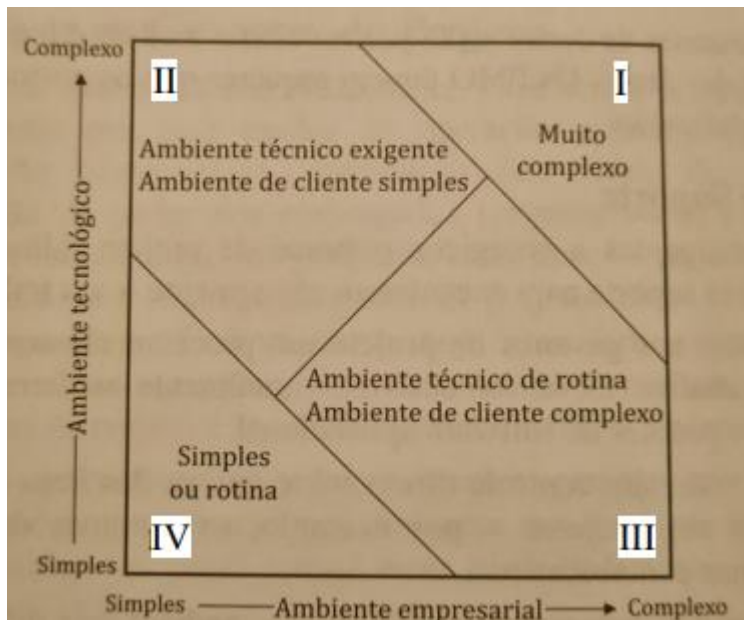 Complexo
II
I
Ambiente técnico exigente
Ambiente de cliente simples
Muito
complexo
Ambiente tecnológico
Ambiente técnico de rotina
Ambiente de cliente complexo
Simples
ou rotina
IV
III
Simples
Simples
Ambiente empresarial
Complexo